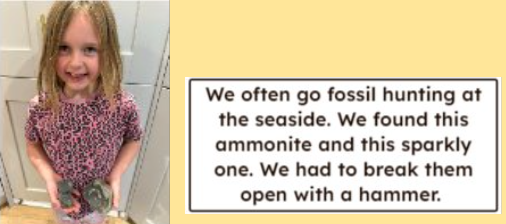 We often go fossil hunting at
the seaside. We found this
ammonite and this sparkly
one. We had to break them
open with a hammer.